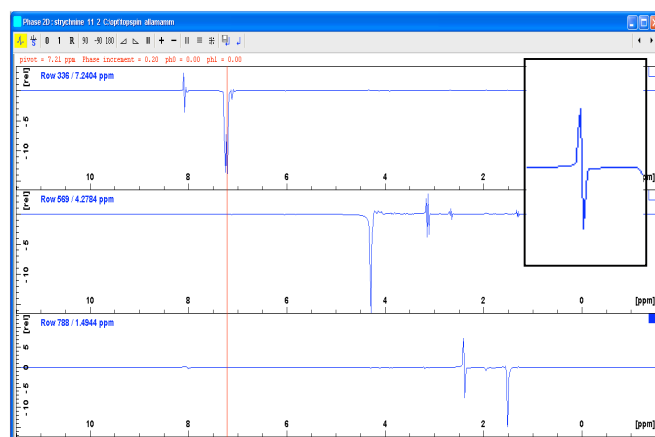 Phase 2D: strychnine 11 2 C:\opt\topspin allamamm
0 1 R 90 -90 180
pivot = 7.21 ppm Phase increment = 0.20 ph0 = 0.00 ph1 = 0.00
[rel]
Row 336 / 7.2404 ppm
- 5
- 10
10 8 6 4 2 0 pm]
[rel]
Row 569 / 4.2784 ppm
- 5
- 10
10 8 6 4 2 0 [ppm]
[rel]
Row 788 / 1.4944 ppm
5
0
- 5
- 10
10 8 6 4 2 0 [ppm]